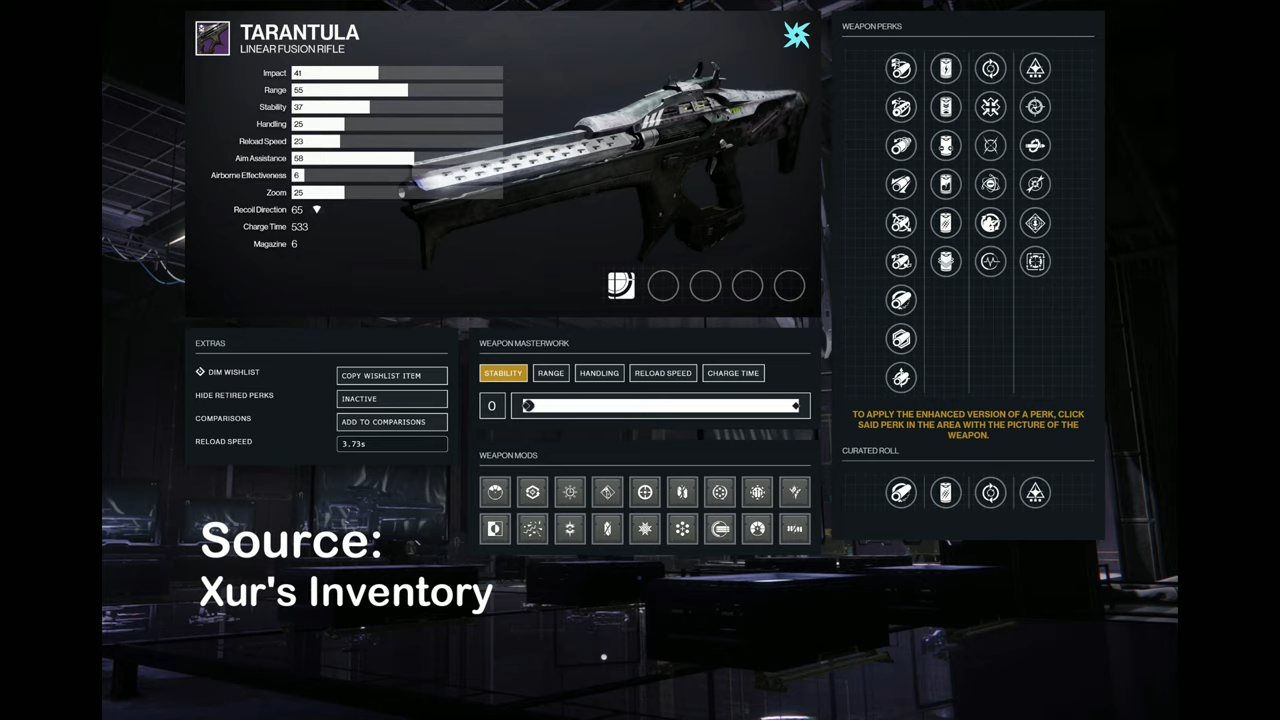 TARANTULA
LINEAR FUSION RIFLE
Impact 41
Range 55
Stability 37
Handling 25
Reload Speed 23
Aim Assistance 58
Airborne Effectiveness 6
Zoom 25
Recoil Direction 65
Charge Time 533
Magazine 6
EXTRAS
DIM WISHLIST COPY WISHLIST ITEM
HIDE RETIRED PERKS INACTIVE
COMPARISONS ADD TO COMPARISONS
RELOAD SPEED 3.73s
WEAPON MASTERWORK
STABILITY RANGE HANDLING RELOAD SPEED CHARGE TIME
0
WEAPON MODS
WEAPON PERKS
TO APPLY THE ENHANCED VERSION OF A PERK, CLICK
SAID PERK IN THE AREA WITH THE PICTURE OF THE
WEAPON.
CURATED ROLL
Source:
Xur's Inventory